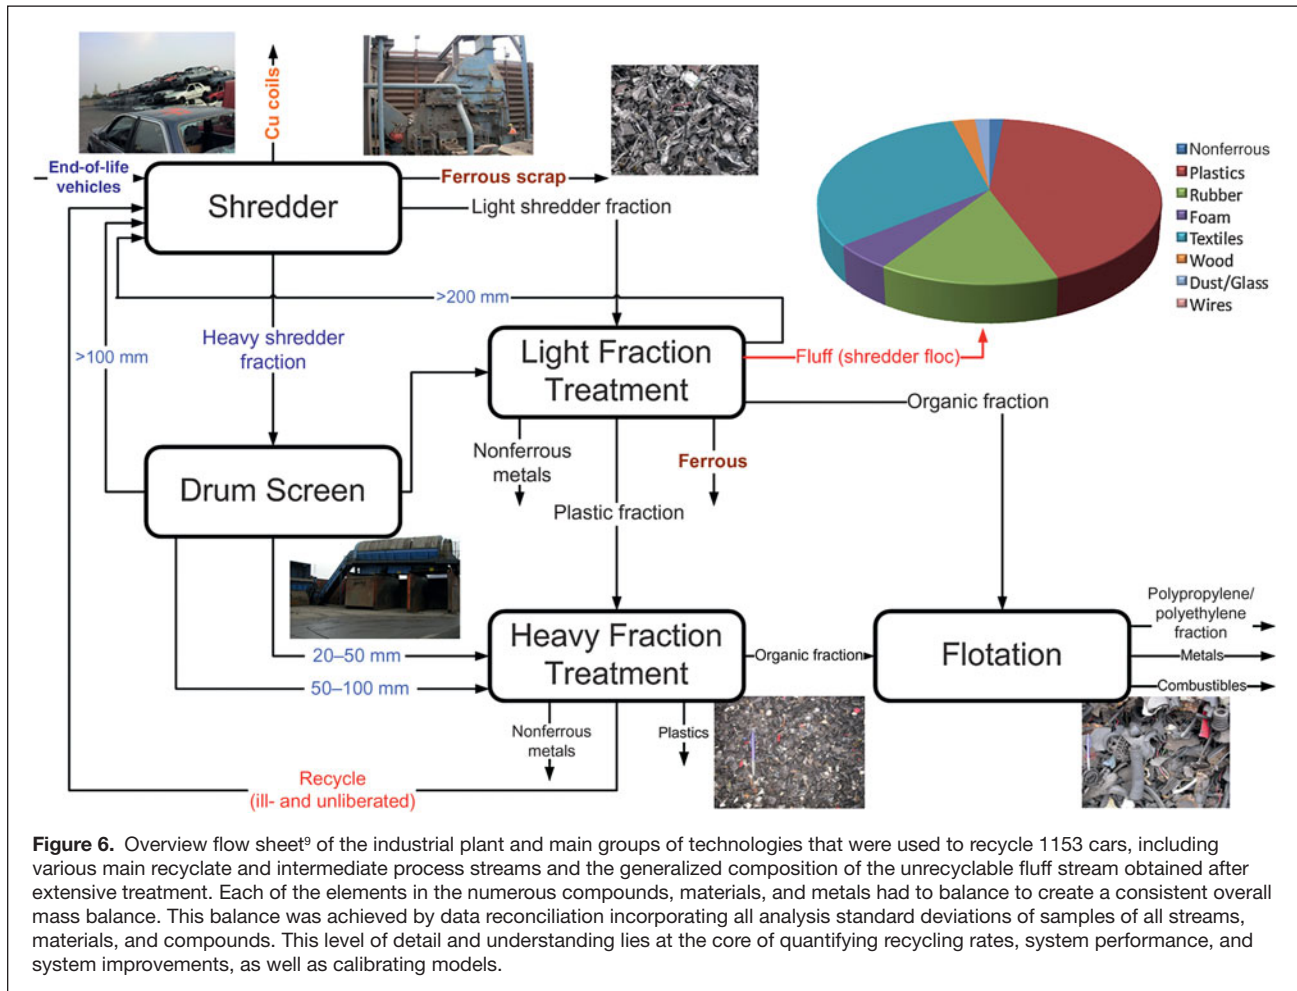 Cu coils
End-of-life
vehicles
Shredder
Ferrous scrap
Light shredder fraction
Nonferrous
Plastics
Rubber
Foam
Textiles
Wood
Dust/Glass
Wires
>200 mm
>100 mm
Heavy shredder
fraction
Light Fraction
Treatment
Fluff (shredder floc)
Organic fraction
Nonferrous
metals
Ferrous
Drum Screen
Plastic fraction
Polypropylene/
polyethylene
fraction
Heavy Fraction
Treatment
20–50 mm
50–100 mm
Organic fraction
Flotation
Metals
Combustibles
Nonferrous
metals
Plastics
Recycle
(ill- and unliberated)
Figure 6. Overview flow sheet⁹ of the industrial plant and main groups of technologies that were used to recycle 1153 cars, including
various main recyclate and intermediate process streams and the generalized composition of the unrecyclable fluff stream obtained after
extensive treatment. Each of the elements in the numerous compounds, materials, and metals had to balance to create a consistent overall
mass balance. This balance was achieved by data reconciliation incorporating all analysis standard deviations of samples of all streams,
materials, and compounds. This level of detail and understanding lies at the core of quantifying recycling rates, system performance, and
system improvements, as well as calibrating models.